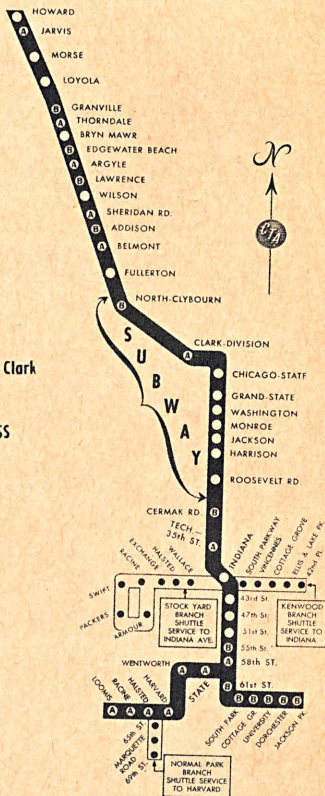 HOWARD
A JARVIS
MORSE
LOYOLA
B GRANVILLE
A THORNDALE
BRYN MAWR
B EDGEWATER BEACH
A ARGYLE
B LAWRENCE
WILSON
A SHERIDAN RD.
B ADDISON
A BELMONT
FULLERTON
B NORTH-CLYBOURN
N
CTA
SUBWAY
A CLARK-DIVISION
Clark
SS
CHICAGO-STATE
GRAND-STATE
WASHINGTON
MONROE
JACKSON
HARRISON
ROOSEVELT RD.
CERMAK RD. B
TECH.
35th ST. A
INDIANA
SOUTH PARKWAY
VINCENNES
COTTAGE GROVE
ELLIS & LAKE PK.
42nd PL.
WALLACE
HALSTED
EXCHANGE
RACINE
SWIFT
PACKERS
ARMOUR
STOCK YARD
BRANCH
SHUTTLE
SERVICE TO
INDIANA AVE.
KENWOOD
BRANCH
SHUTTLE
SERVICE TO
INDIANA
43rd ST.
47th ST.
51st ST.
B 55th ST.
A 58th ST.
B 61st ST.
WENTWORTH A
A STATE
HARVARD A
HALSTED A
RACINE A
LOOMIS A
65th ST.
MARQUETTE
ROAD
69th ST.
NORMAL PARK
BRANCH
SHUTTLE SERVICE
TO HARVARD
B SOUTH PARK
B COTTAGE GR.
B UNIVERSITY
B DORCHESTER
B JACKSON PK.